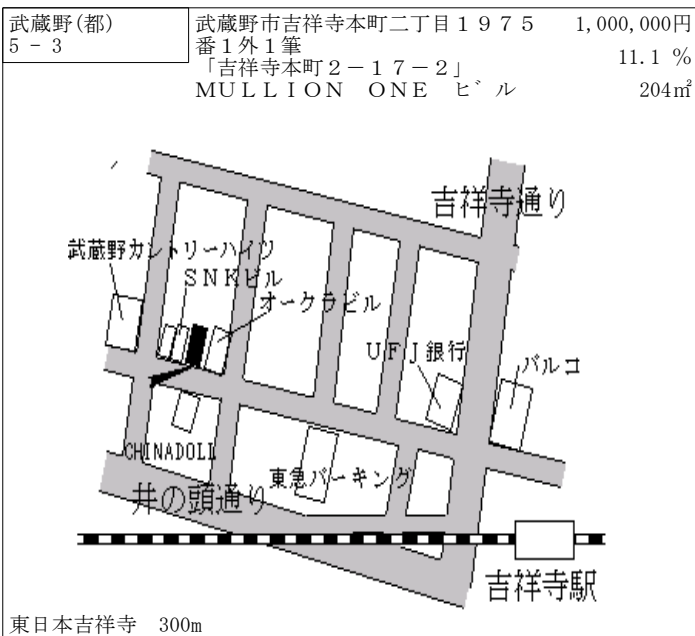 武蔵野(都)
5 - 3
武蔵野市吉祥寺本町二丁目１９７５
番１外１筆
「吉祥寺本町２－１７－２」
ＭＵＬＬＩＯＮ　ＯＮＥ　ビル
1,000,000円
11.1 %
204㎡
吉祥寺通り
武蔵野カントリーハイツ
ＳＮＫビル
オークラビル
ＵＦＪ銀行
パルコ
CHINADOLL
東急パーキング
井の頭通り
吉祥寺駅
東日本吉祥寺　300m